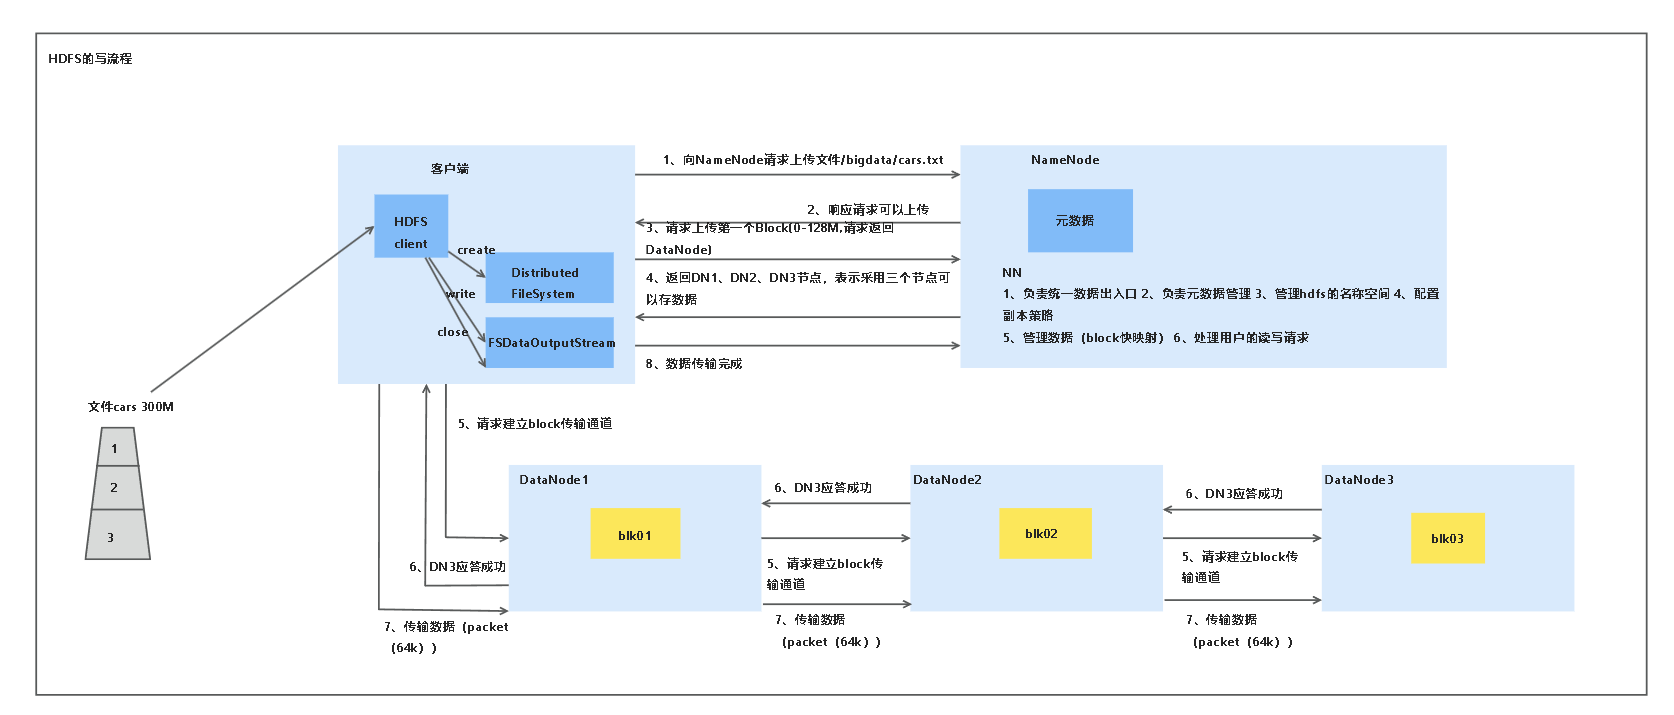 HDFS的写流程
客户端
HDFS
client
create
Distributed
FileSystem
write
close
FSDataOutputStream
1、向NameNode请求上传文件/bigdata/cars.txt
2、响应请求可以上传
3、请求上传第一个Block(0-128M,请求返回
DataNode)
4、返回DN1、DN2、DN3节点，表示采用三个节点可
以存数据
8、数据传输完成
NameNode
元数据
NN
1、负责统一数据出入口 2、负责元数据管理 3、管理hdfs的名称空间 4、配置
副本策略
5、管理数据（block快映射） 6、处理用户的读写请求
文件cars 300M
1
2
3
5、请求建立block传输通道
6、DN3应答成功
7、传输数据（packet
（64k））
DataNode1
blk01
6、DN3应答成功
5、请求建立block传
输通道
7、传输数据
（packet（64k））
DataNode2
blk02
6、DN3应答成功
5、请求建立block传
输通道
7、传输数据
（packet（64k））
DataNode3
blk03